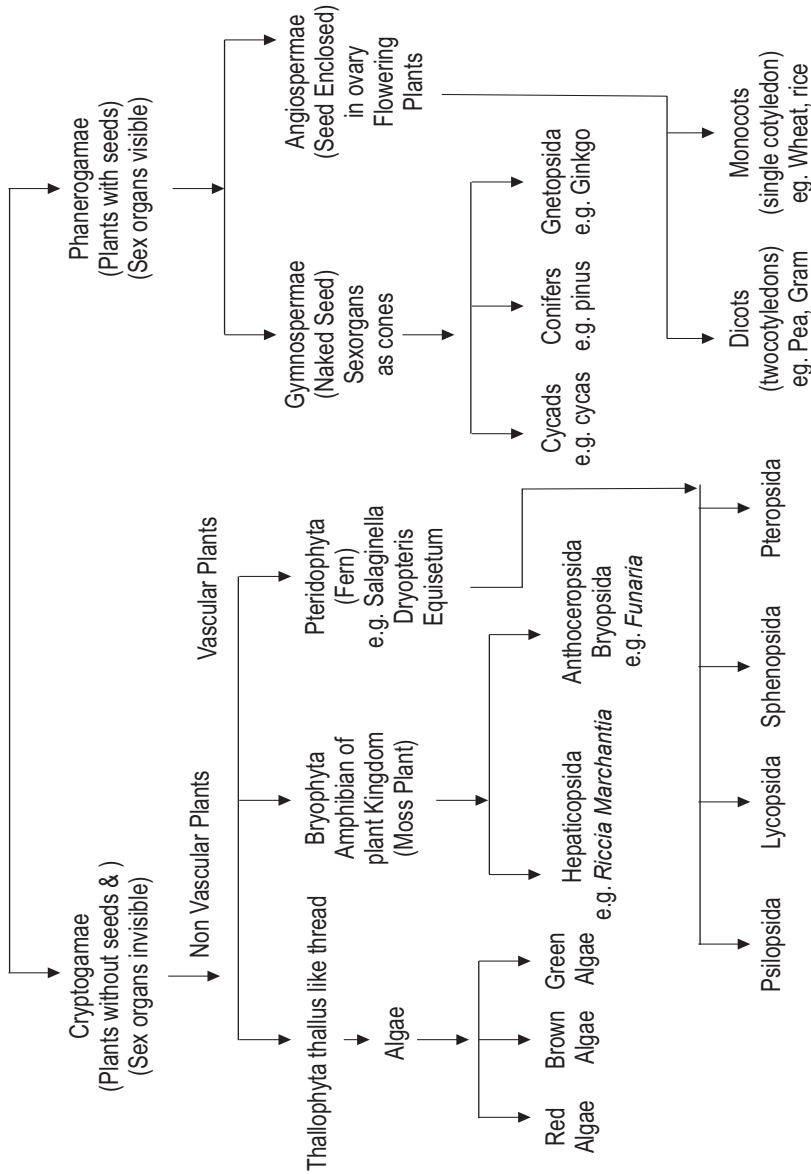 Cryptogamae
(Plants without seeds & )
(Sex organs invisible)
Phanerogamae
(Plants with seeds)
(Sex organs visible)
Non Vascular Plants
Vascular Plants
Thallophyta thallus like thread
Algae
Red
Algae
Brown
Algae
Green
Algae
Bryophyta
Amphibian of
plant Kingdom
(Moss Plant)
Hepaticopsida
e.g. Riccia Marchantia
Anthoceropsida
Bryopsida
e.g. Funaria
Pteridophyta
(Fern)
e.g. Salaginella
Dryopteris
Equisetum
Psilopsida
Lycopsida
Sphenopsida
Pteropsida
Gymnospermae
(Naked Seed)
Sexorgans
as cones
Cycads
e.g. cycas
Conifers
e.g. pinus
Gnetopsida
e.g. Ginkgo
Angiospermae
(Seed Enclosed)
in ovary
Flowering
Plants
Dicots
(twocotyledons)
eg. Pea, Gram
Monocots
(single cotyledon)
eg. Wheat, rice